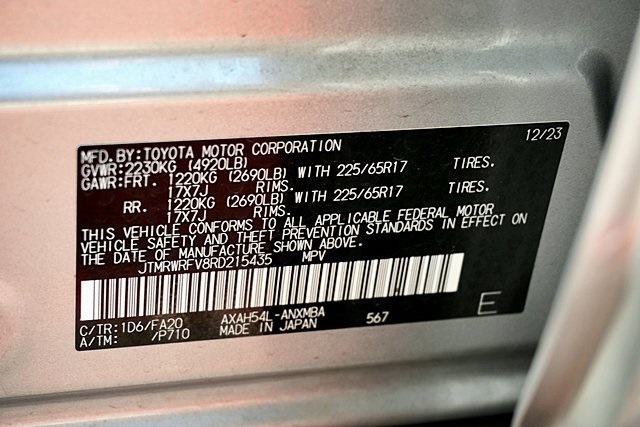 12/23
MFD. BY: TOYOTA MOTOR CORPORATION
GVWR: 2230KG (4920LB)
GAWR: FRT. 1220KG (2690LB) WITH 225/65R17 TIRES.
17X7J RIMS.
RR. 1220KG (2690LB) WITH 225/65R17 TIRES.
17X7J RIMS.
THIS VEHICLE CONFORMS TO ALL APPLICABLE FEDERAL MOTOR
VEHICLE SAFETY AND THEFT PREVENTION STANDARDS IN EFFECT ON
THE DATE OF MANUFACTURE SHOWN ABOVE.
JTMRWRFV8RD215435 MPV
C/TR: 1D6/FA20 AXAH54L-ANXMBA 567
A/TM: /P710 MADE IN JAPAN
E